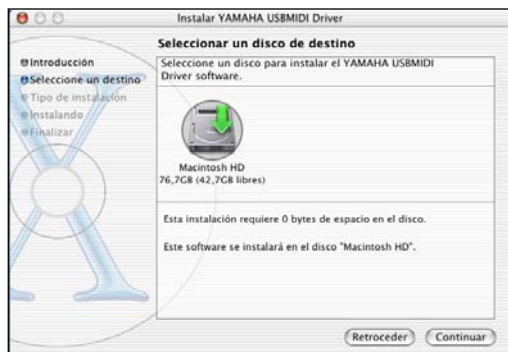 Instalar YAMAHA USBMIDI Driver
Seleccionar un disco de destino
Introducción
Seleccione un destino
Tipo de instalación
Instalando
Finalizar
Seleccione un disco para instalar el YAMAHA USBMIDI
Driver software.
Macintosh HD
76,7GB (42,7GB libres)
Esta instalación requiere 0 bytes de espacio en el disco.
Este software se instalará en el disco "Macintosh HD".
Retroceder
Continuar